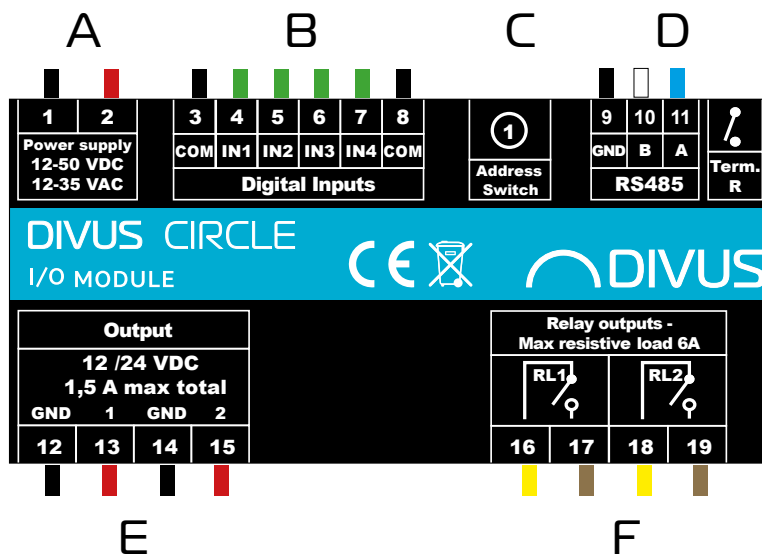 A B C D
1 2 3 4 5 6 7 8 1 9 10 11
Power supply
12-50 VDC
12-35 VAC
COM IN1 IN2 IN3 IN4 COM
Digital Inputs
Address
Switch
GND B A
RS485
Term.
R
DIVUS CIRCLE
I/O MODULE
CE
DIVUS
Output
12 /24 VDC
1,5 A max total
GND 1 GND 2
12 13 14 15
Relay outputs -
Max resistive load 6A
RL1 RL2
16 17 18 19
E F